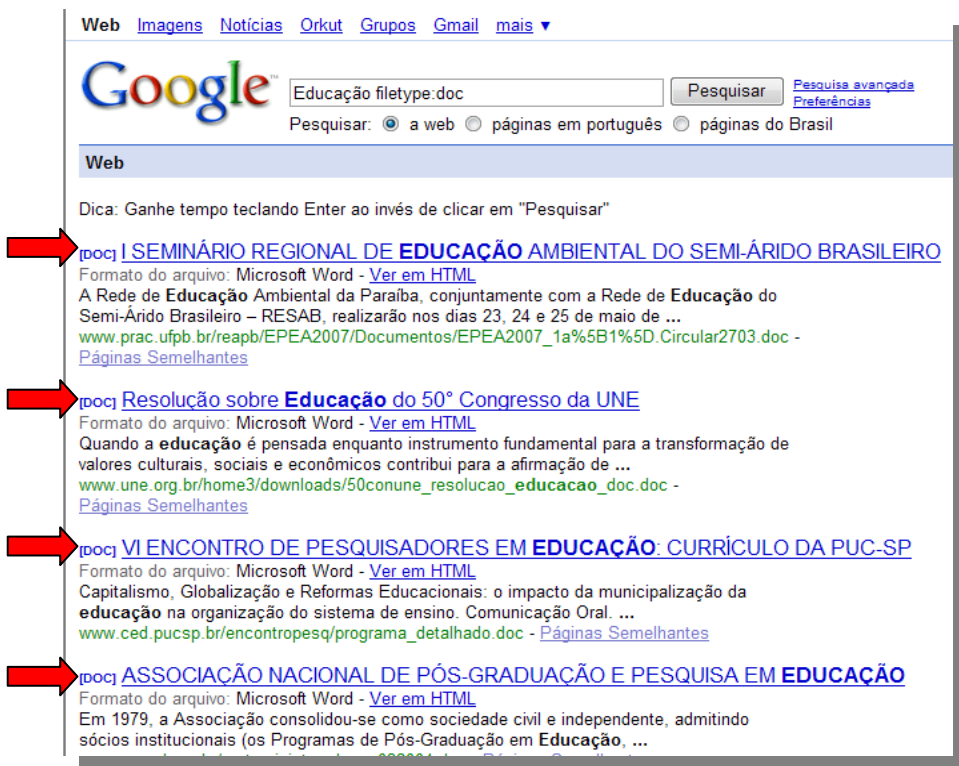 Web Imagens Notícias Orkut Grupos Gmail mais ▼
Google™ Educação filetype:doc Pesquisar Pesquisa avançada
Preferências
Pesquisar: a web páginas em português páginas do Brasil
Web
Dica: Ganhe tempo teclando Enter ao invés de clicar em "Pesquisar"
[DOC] I SEMINÁRIO REGIONAL DE EDUCAÇÃO AMBIENTAL DO SEMI-ÁRIDO BRASILEIRO
Formato do arquivo: Microsoft Word - Ver em HTML
A Rede de Educação Ambiental da Paraíba, conjuntamente com a Rede de Educação do
Semi-Árido Brasileiro – RESAB, realizarão nos dias 23, 24 e 25 de maio de ...
www.prac.ufpb.br/reapb/EPEA2007/Documentos/EPEA2007_1a%5B1%5D.Circular2703.doc -
Páginas Semelhantes
[DOC] Resolução sobre Educação do 50° Congresso da UNE
Formato do arquivo: Microsoft Word - Ver em HTML
Quando a educação é pensada enquanto instrumento fundamental para a transformação de
valores culturais, sociais e econômicos contribui para a afirmação de ...
www.une.org.br/home3/downloads/50conune_resolucao_educacao_doc.doc -
Páginas Semelhantes
[DOC] VI ENCONTRO DE PESQUISADORES EM EDUCAÇÃO: CURRÍCULO DA PUC-SP
Formato do arquivo: Microsoft Word - Ver em HTML
Capitalismo, Globalização e Reformas Educacionais: o impacto da municipalização da
educação na organização do sistema de ensino. Comunicação Oral. ...
www.ced.pucsp.br/encontropesq/programa_detalhado.doc - Páginas Semelhantes
[DOC] ASSOCIAÇÃO NACIONAL DE PÓS-GRADUAÇÃO E PESQUISA EM EDUCAÇÃO
Formato do arquivo: Microsoft Word - Ver em HTML
Em 1979, a Associação consolidou-se como sociedade civil e independente, admitindo
sócios institucionais (os Programas de Pós-Graduação em Educação, ...